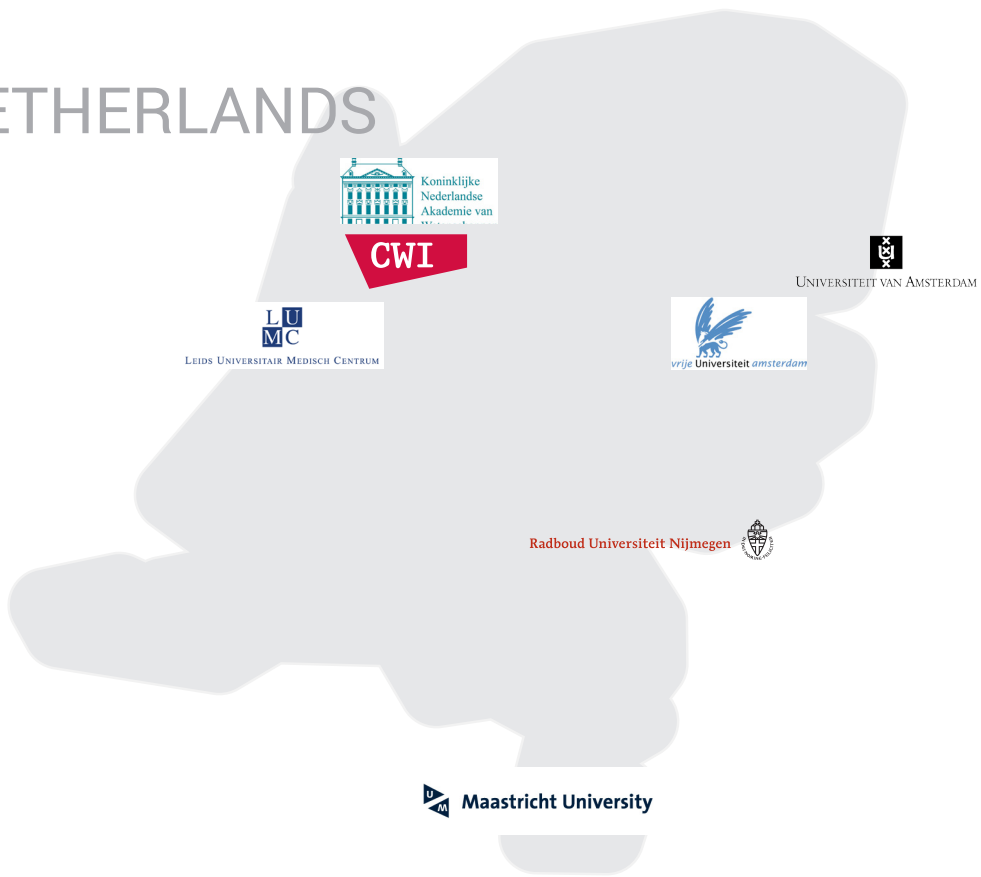 ETHERLANDS
Koninklijke
Nederlandse
Akademie van
CWI
UNIVERSITEIT VAN AMSTERDAM
L U
M C
LEIDS UNIVERSITAIR MEDISCH CENTRUM
vrije Universiteit amsterdam
Radboud Universiteit Nijmegen
U
M Maastricht University